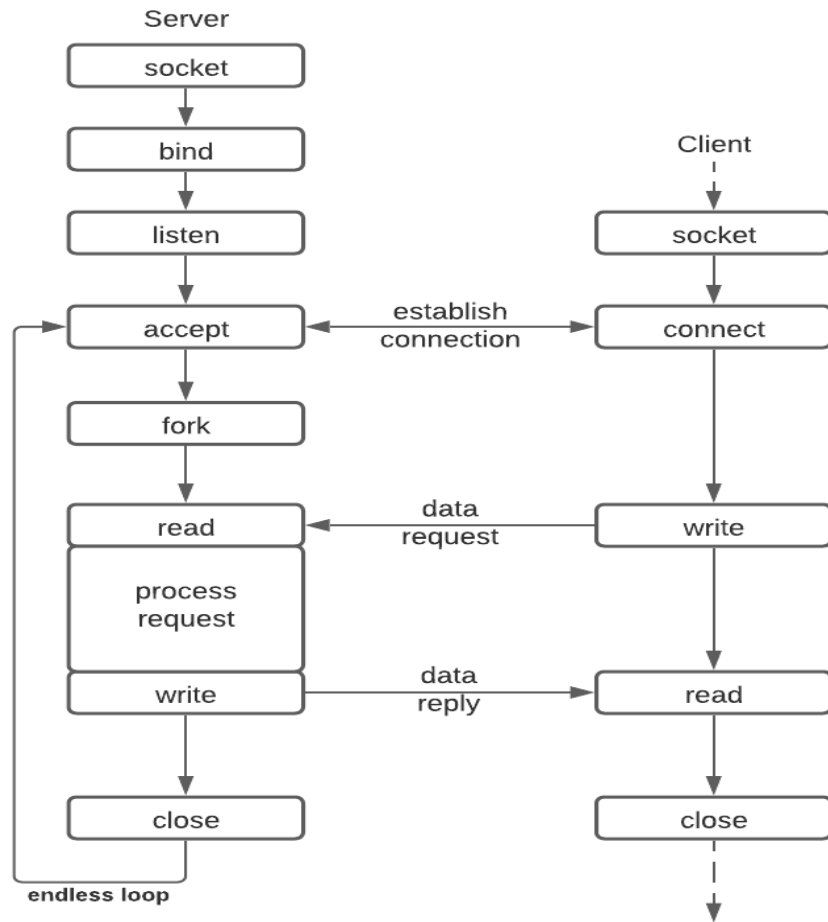 Server
socket
bind
Client
listen
socket
accept
establish
connection
connect
fork
read
data
request
write
process
request
write
data
reply
read
close
close
endless loop